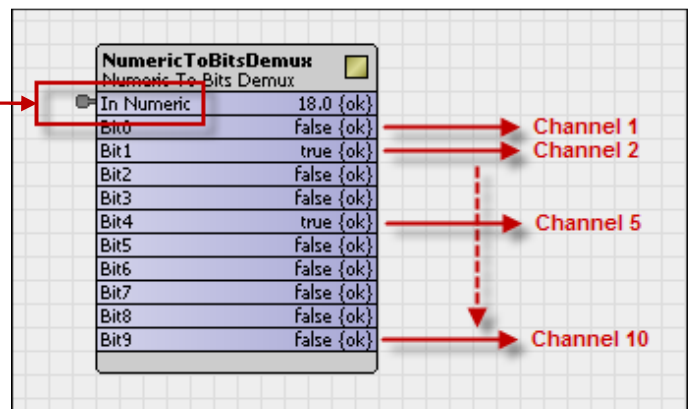 NumericToBitsDemux
Numeric To Bits Demux
In Numeric 18.0 {ok}
Bit0 false {ok} Channel 1
Bit1 true {ok} Channel 2
Bit2 false {ok}
Bit3 false {ok}
Bit4 true {ok} Channel 5
Bit5 false {ok}
Bit6 false {ok}
Bit7 false {ok}
Bit8 false {ok}
Bit9 false {ok} Channel 10